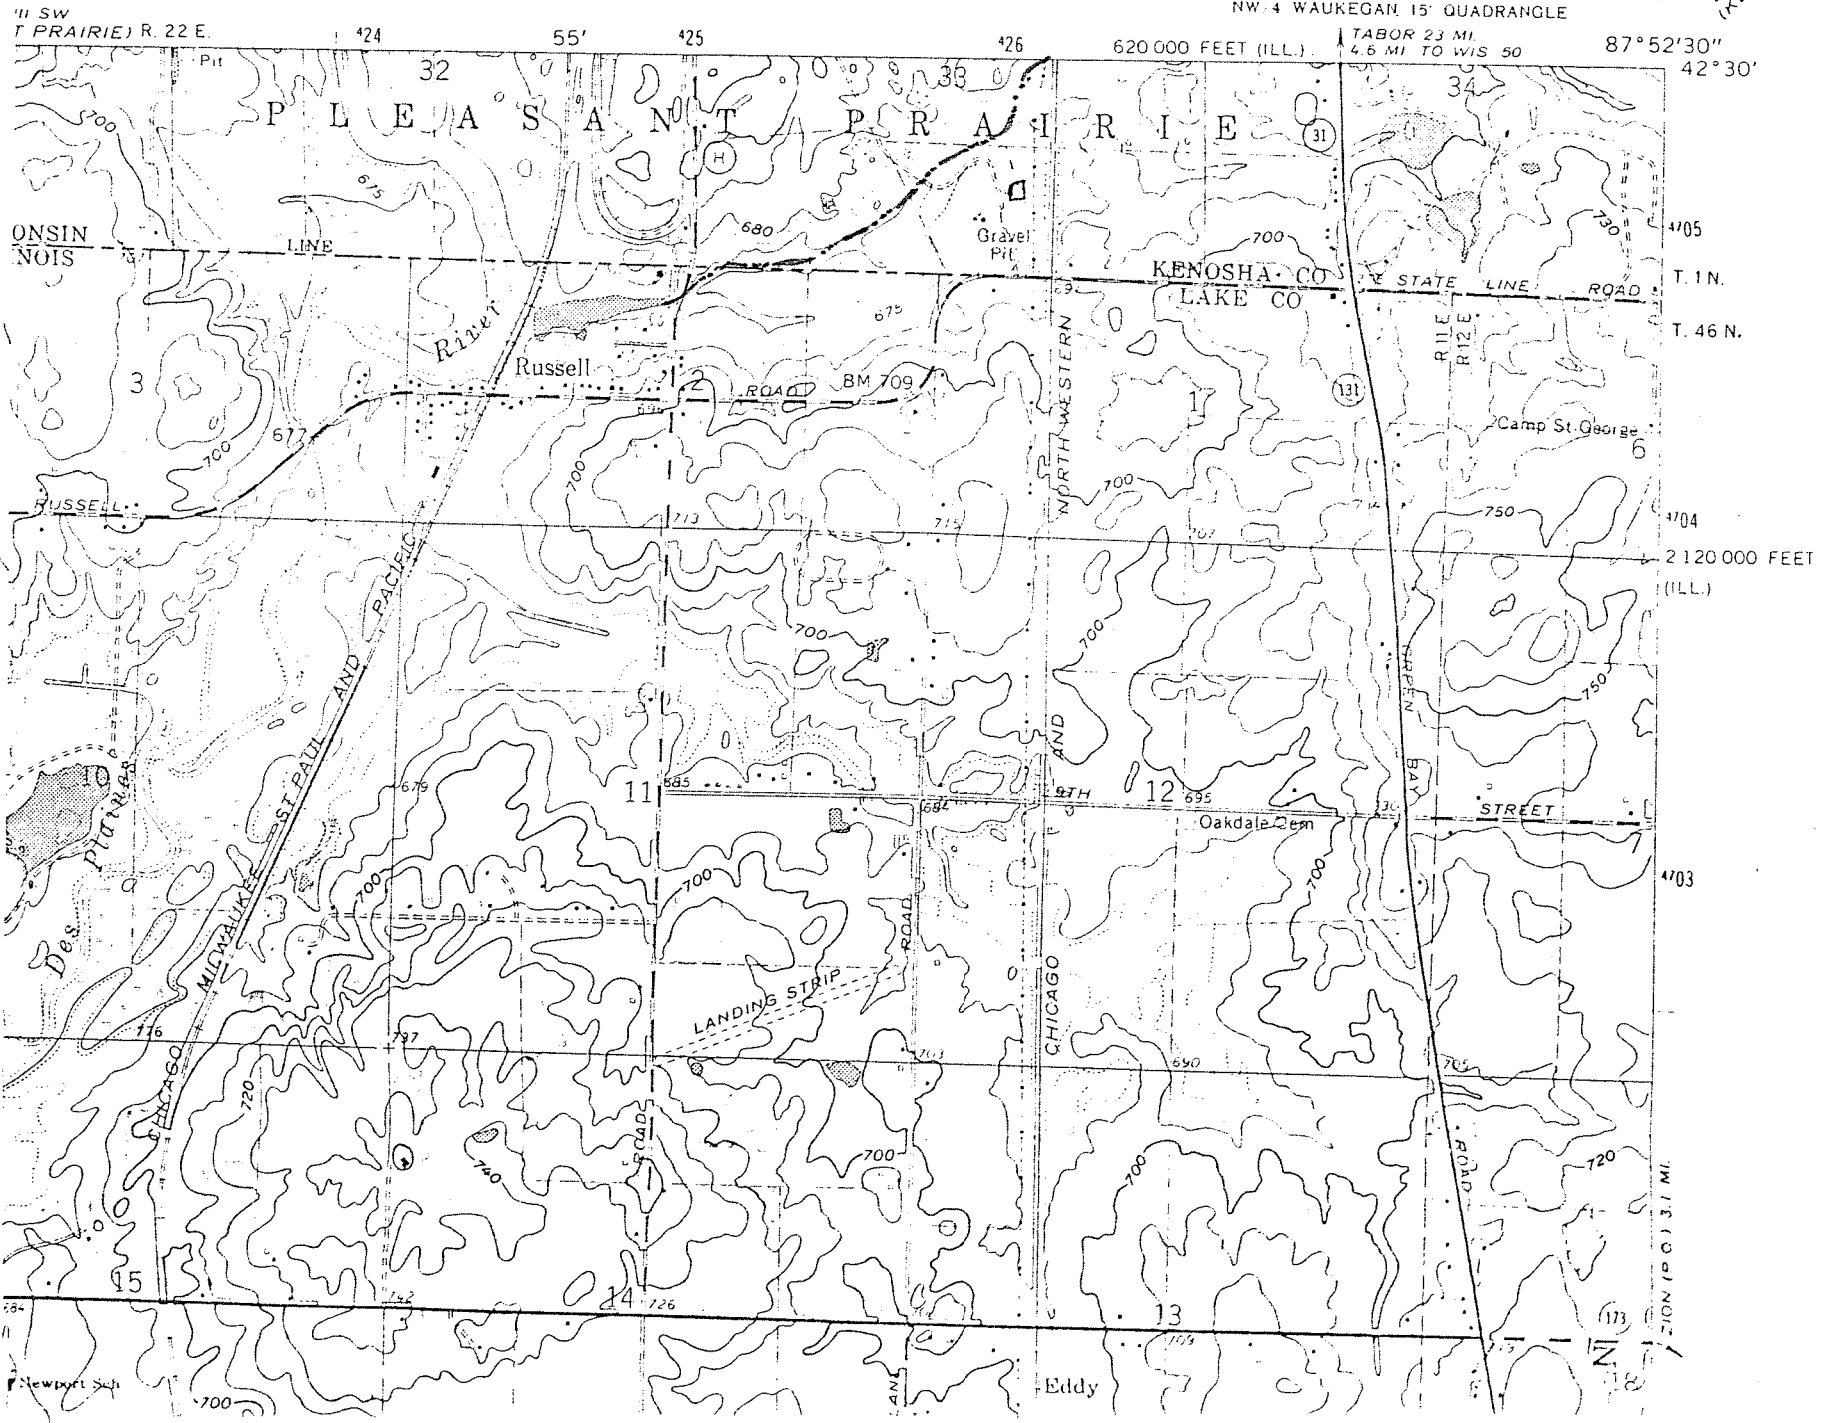 SW
T PRAIRIE) R. 22 E.
424
55'
425
426
620 000 FEET (ILL.)
NW/4 WAUKEGAN 15' QUADRANGLE
TABOR 23 MI.
4.6 MI. TO WIS 50
87°52'30"
42°30'
Pit
32
33
34
PLEASANT PRAIRIE
700
H
31
675
680
730
4705
Gravel
Pit
ONSIN
NOIS
LINE
700
KENOSHA CO
LAKE CO
STATE LINE ROAD
T. 1 N.
T. 46 N.
R 11 E
R 12 E
675
River
Russell
3
2
ROAD
BM 709
131
Camp St George
6
677
700
700
700
NORTH WESTERN
RUSSELL
713
715
707
750
4704
2 120 000 FEET
(ILL.)
PACIFIC
700
700
AND
750
AND
10
679
11
685
684
9TH
12
695
BAY
STREET
Oakdale Cem
ST PAUL
Des Plaines
700
700
700
7
4703
MILWAUKEE
ROAD
LANDING STRIP
CHICAGO
737
703
690
705
CHICAGO
720
740
ROAD
700
700
ROAD
720
ZION (P.O.) 3.1 MI.
15
742
14
726
13
709
173
684
Newport Sch
700
Eddy
N